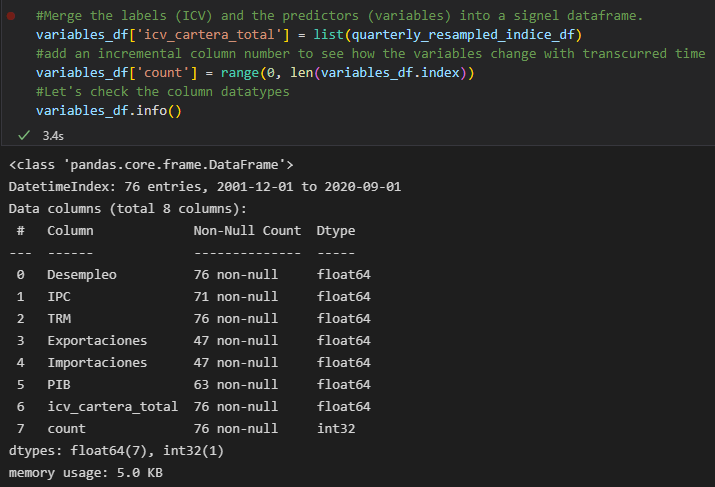 #Merge the labels (ICV) and the predictors (variables) into a signel dataframe.
variables_df['icv_cartera_total'] = list(quarterly_resampled_indice_df)
#add an incremental column number to see how the variables change with transcurred time
variables_df['count'] = range(0, len(variables_df.index))
#Let's check the column datatypes
variables_df.info()
3.4s
<class 'pandas.core.frame.DataFrame'>
DatetimeIndex: 76 entries, 2001-12-01 to 2020-09-01
Data columns (total 8 columns):
 #   Column             Non-Null Count  Dtype
---  ------             --------------  -----
 0   Desempleo          76 non-null     float64
 1   IPC                71 non-null     float64
 2   TRM                76 non-null     float64
 3   Exportaciones      47 non-null     float64
 4   Importaciones      47 non-null     float64
 5   PIB                63 non-null     float64
 6   icv_cartera_total  76 non-null     float64
 7   count              76 non-null     int32
dtypes: float64(7), int32(1)
memory usage: 5.0 KB